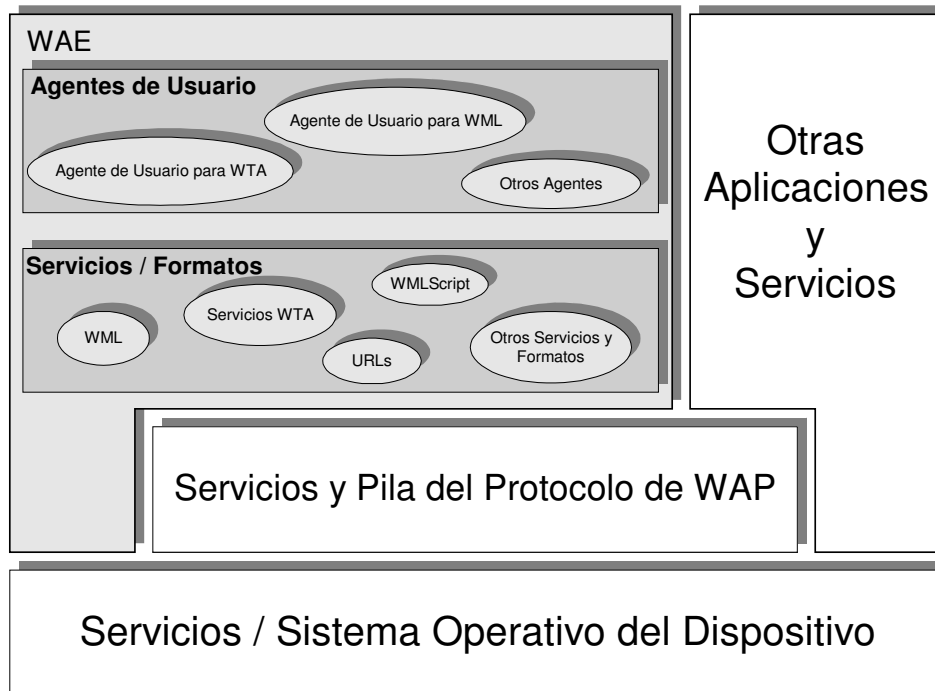 WAE
Agentes de Usuario
Agente de Usuario para WML
Agente de Usuario para WTA
Otros Agentes
Servicios / Formatos
WMLScript
Servicios WTA
WML
URLs
Otros Servicios y
Formatos
Otras
Aplicaciones
y
Servicios
Servicios y Pila del Protocolo de WAP
Servicios / Sistema Operativo del Dispositivo